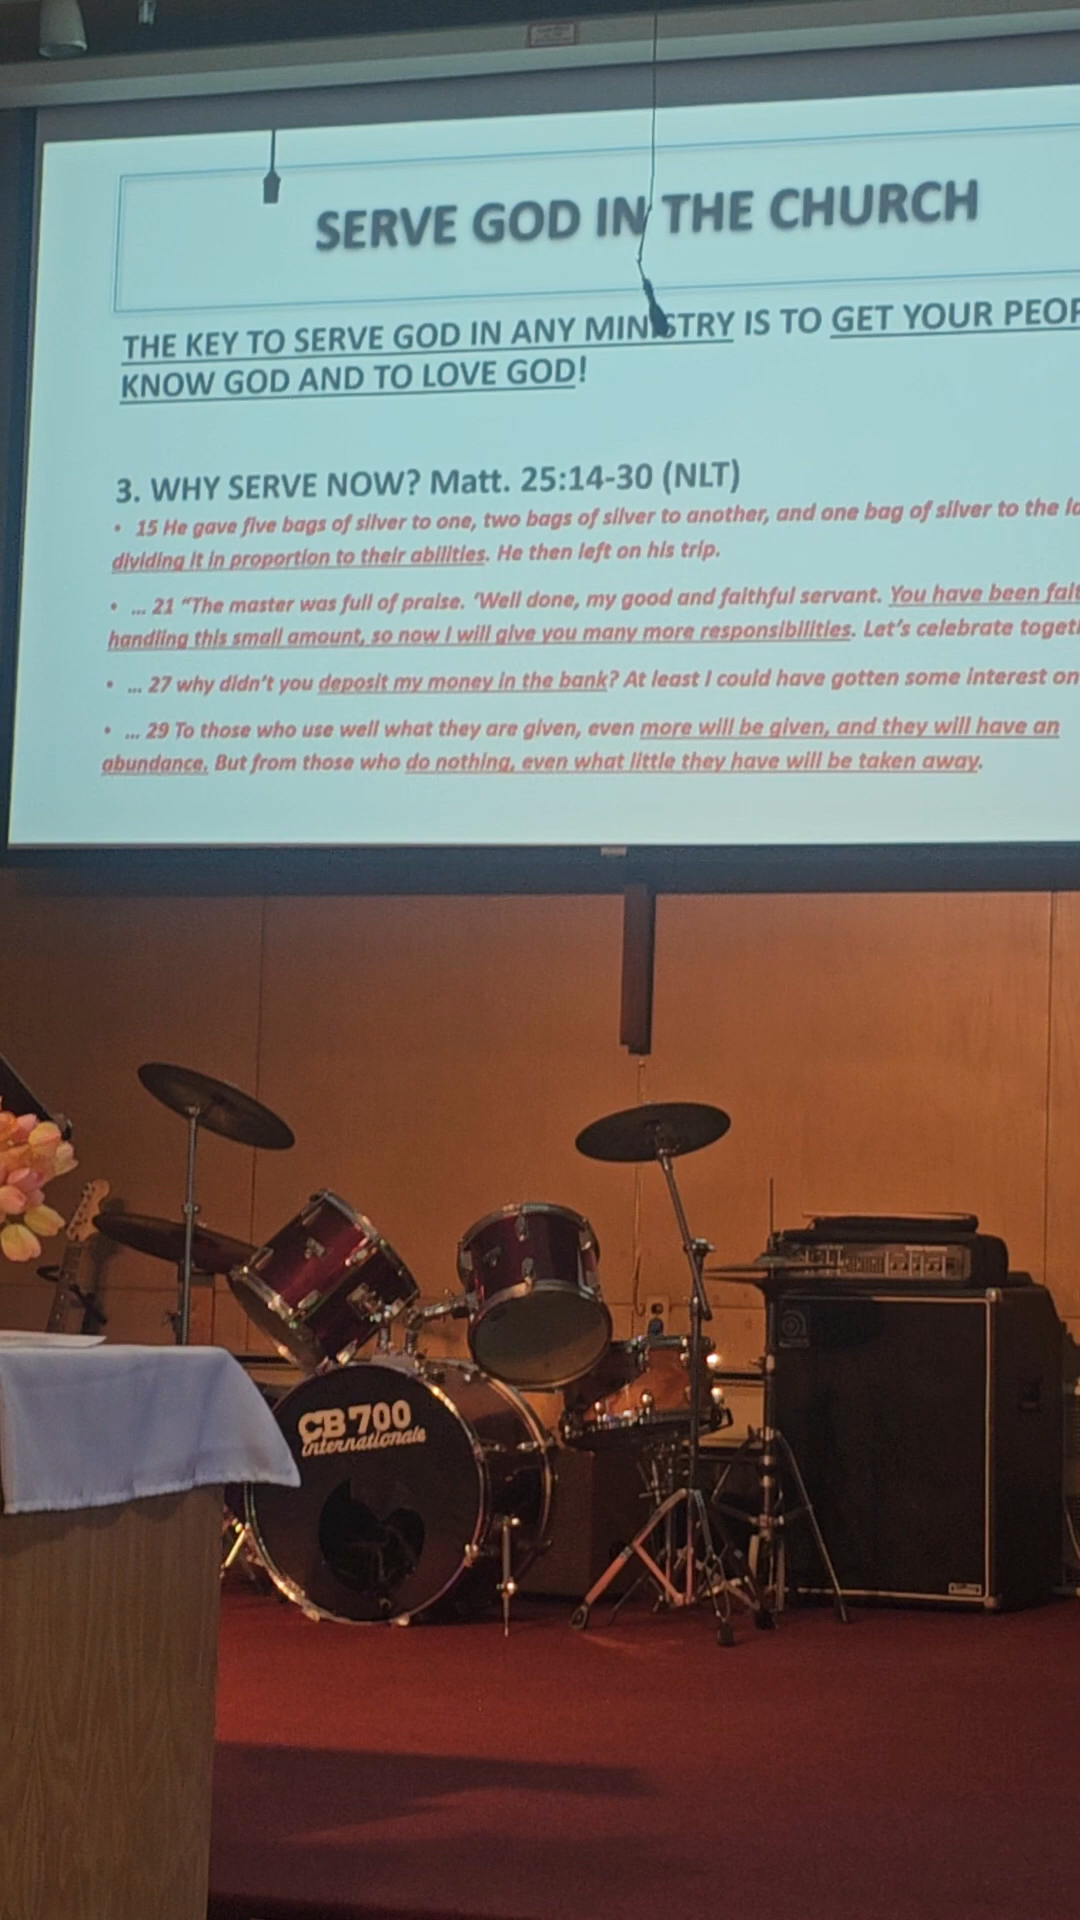 SERVE GOD IN THE CHURCH
THE KEY TO SERVE GOD IN ANY MINISTRY IS TO GET YOUR
KNOW GOD AND TO LOVE GOD!
3. WHY SERVE NOW? Matt. 25:14-30 (NLT)
• 15 He gave five bags of silver to one, two bags of silver to another, and one bag of silver to the
dividing it in proportion to their abilities. He then left on his trip.
• ... 21 “The master was full of praise. ‘Well done, my good and faithful servant. You have been
handling this small amount, so now I will give you many more responsibilities. Let’s celebrate
• ... 27 why didn’t you deposit my money in the bank? At least I could have gotten some interest on
• ... 29 To those who use well what they are given, even more will be given, and they will have an
abundance. But from those who do nothing, even what little they have will be taken away.
CB700
internationale